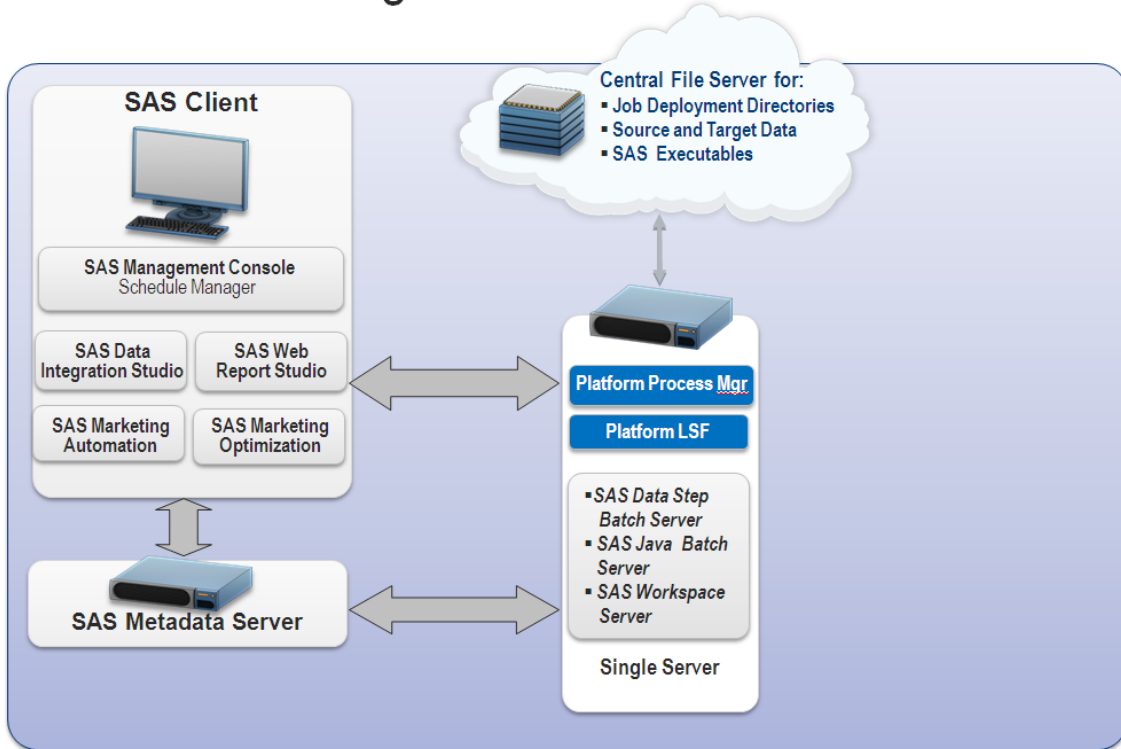 SAS Client
SAS Management Console
Schedule Manager
SAS Data
Integration Studio
SAS Web
Report Studio
SAS Marketing
Automation
SAS Marketing
Optimization
SAS Metadata Server
Central File Server for:
▪ Job Deployment Directories
▪ Source and Target Data
▪ SAS Executables
Platform Process Mgr
Platform LSF
▪ SAS Data Step
Batch Server
▪ SAS Java Batch
Server
▪ SAS Workspace
Server
Single Server